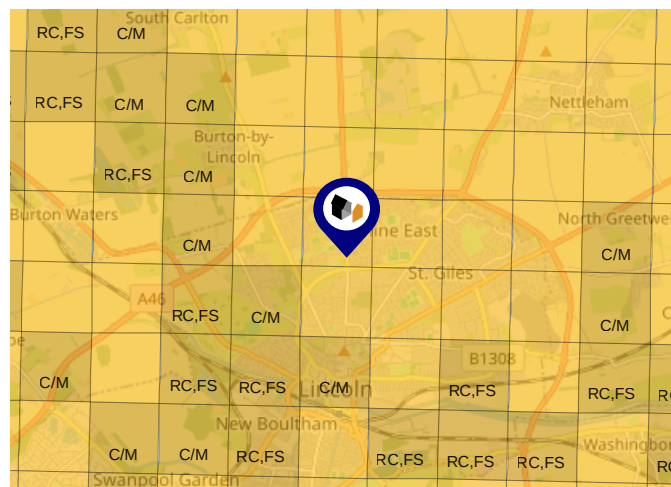 South Carlton
RC,FS C/M
RC,FS C/M C/M
Nettleham
Burton-by-
Lincoln
RC,FS C/M
Burton Waters
North Greetwe
ine East
C/M C/M
St. Giles
A46
RC,FS C/M C/M
B1308
C/M RC,FS RC,FS C/M RC,FS RC,FS
Lincoln
New Boultham
Washingbor
C/M C/M RC,FS RC,FS RC,FS RC,FS
Swanpool Garden